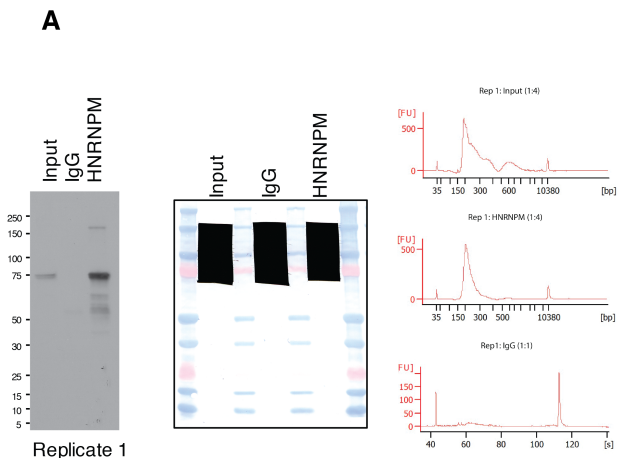 A
Input
IgG
HNRNPM
250
150
100
75
50
30
25
15
10
5
Replicate 1
Input
IgG
HNRNPM
Rep 1: Input (1:4)
[FU]
500
0
35 150 300 600 10380 [bp]
Rep 1: HNRNPM (1:4)
[FU]
500
0
35 150 300 500 10380 [bp]
Rep1: IgG (1:1)
FU]
150
100
50
0
40 60 80 100 120 [s]